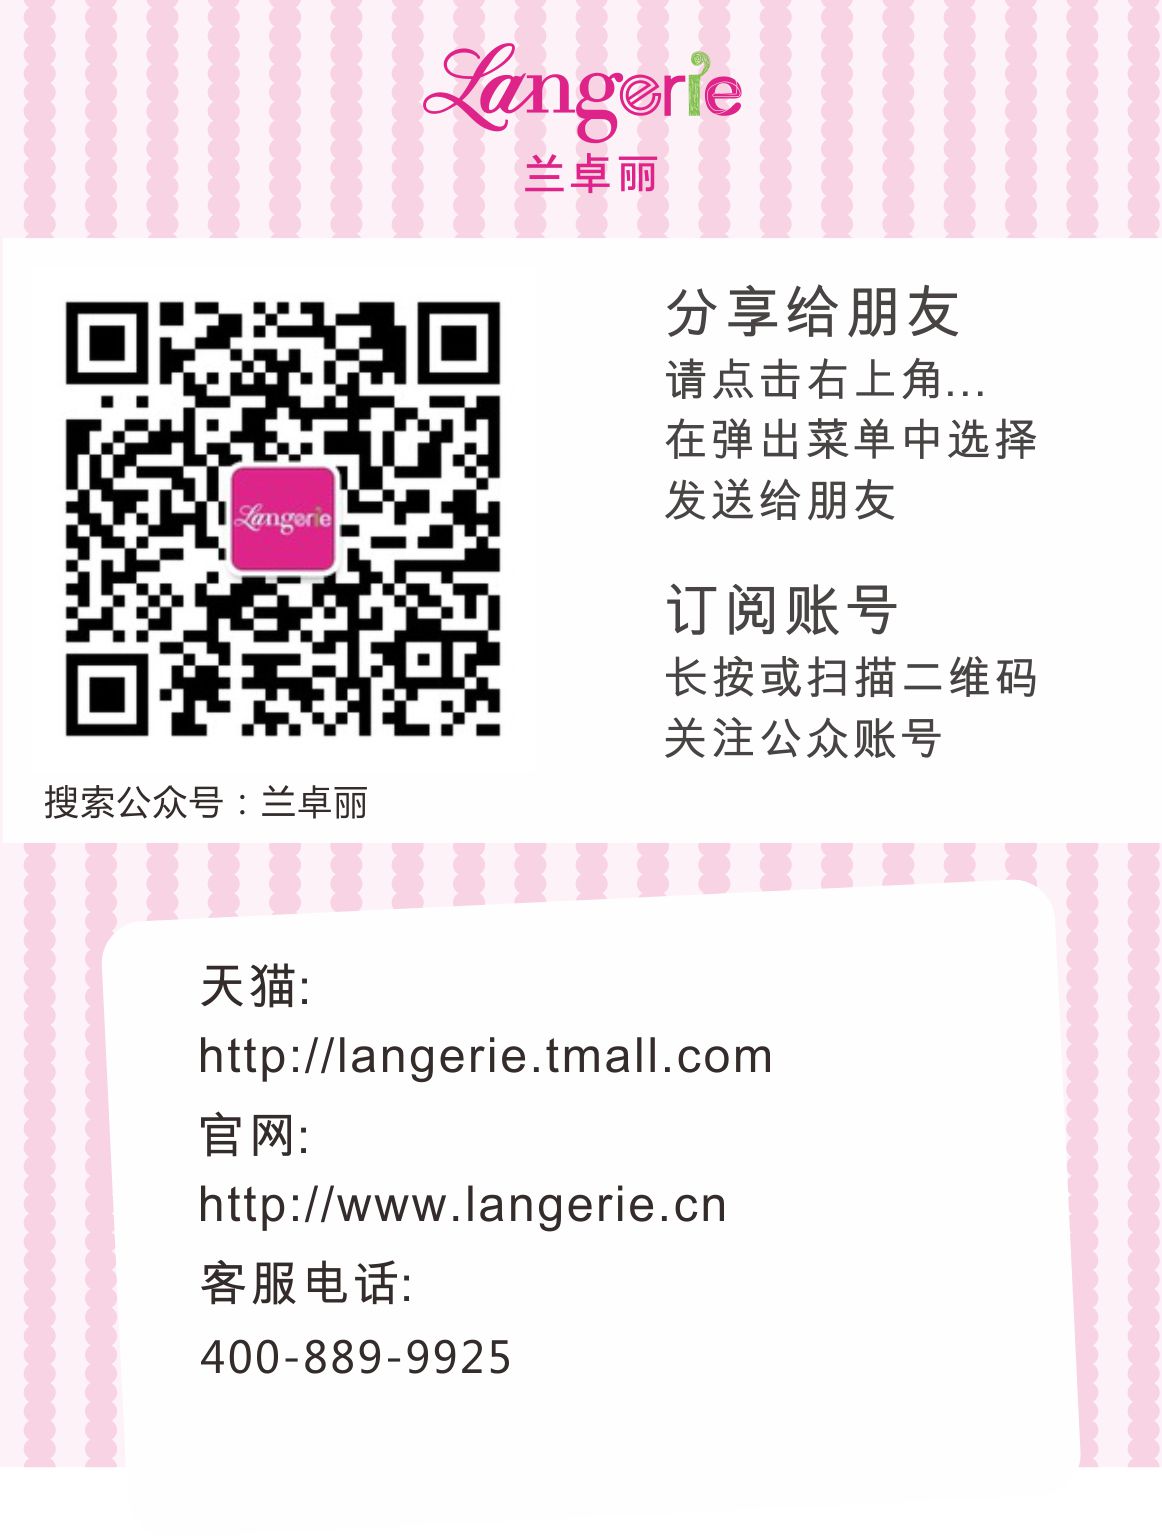 Langerie
兰卓丽
Langerie
搜索公众号：兰卓丽
分享给朋友
请点击右上角...
在弹出菜单中选择
发送给朋友
订阅账号
长按或扫描二维码
关注公众账号
天猫:
http://langerie.tmall.com
官网:
http://www.langerie.cn
客服电话:
400-889-9925